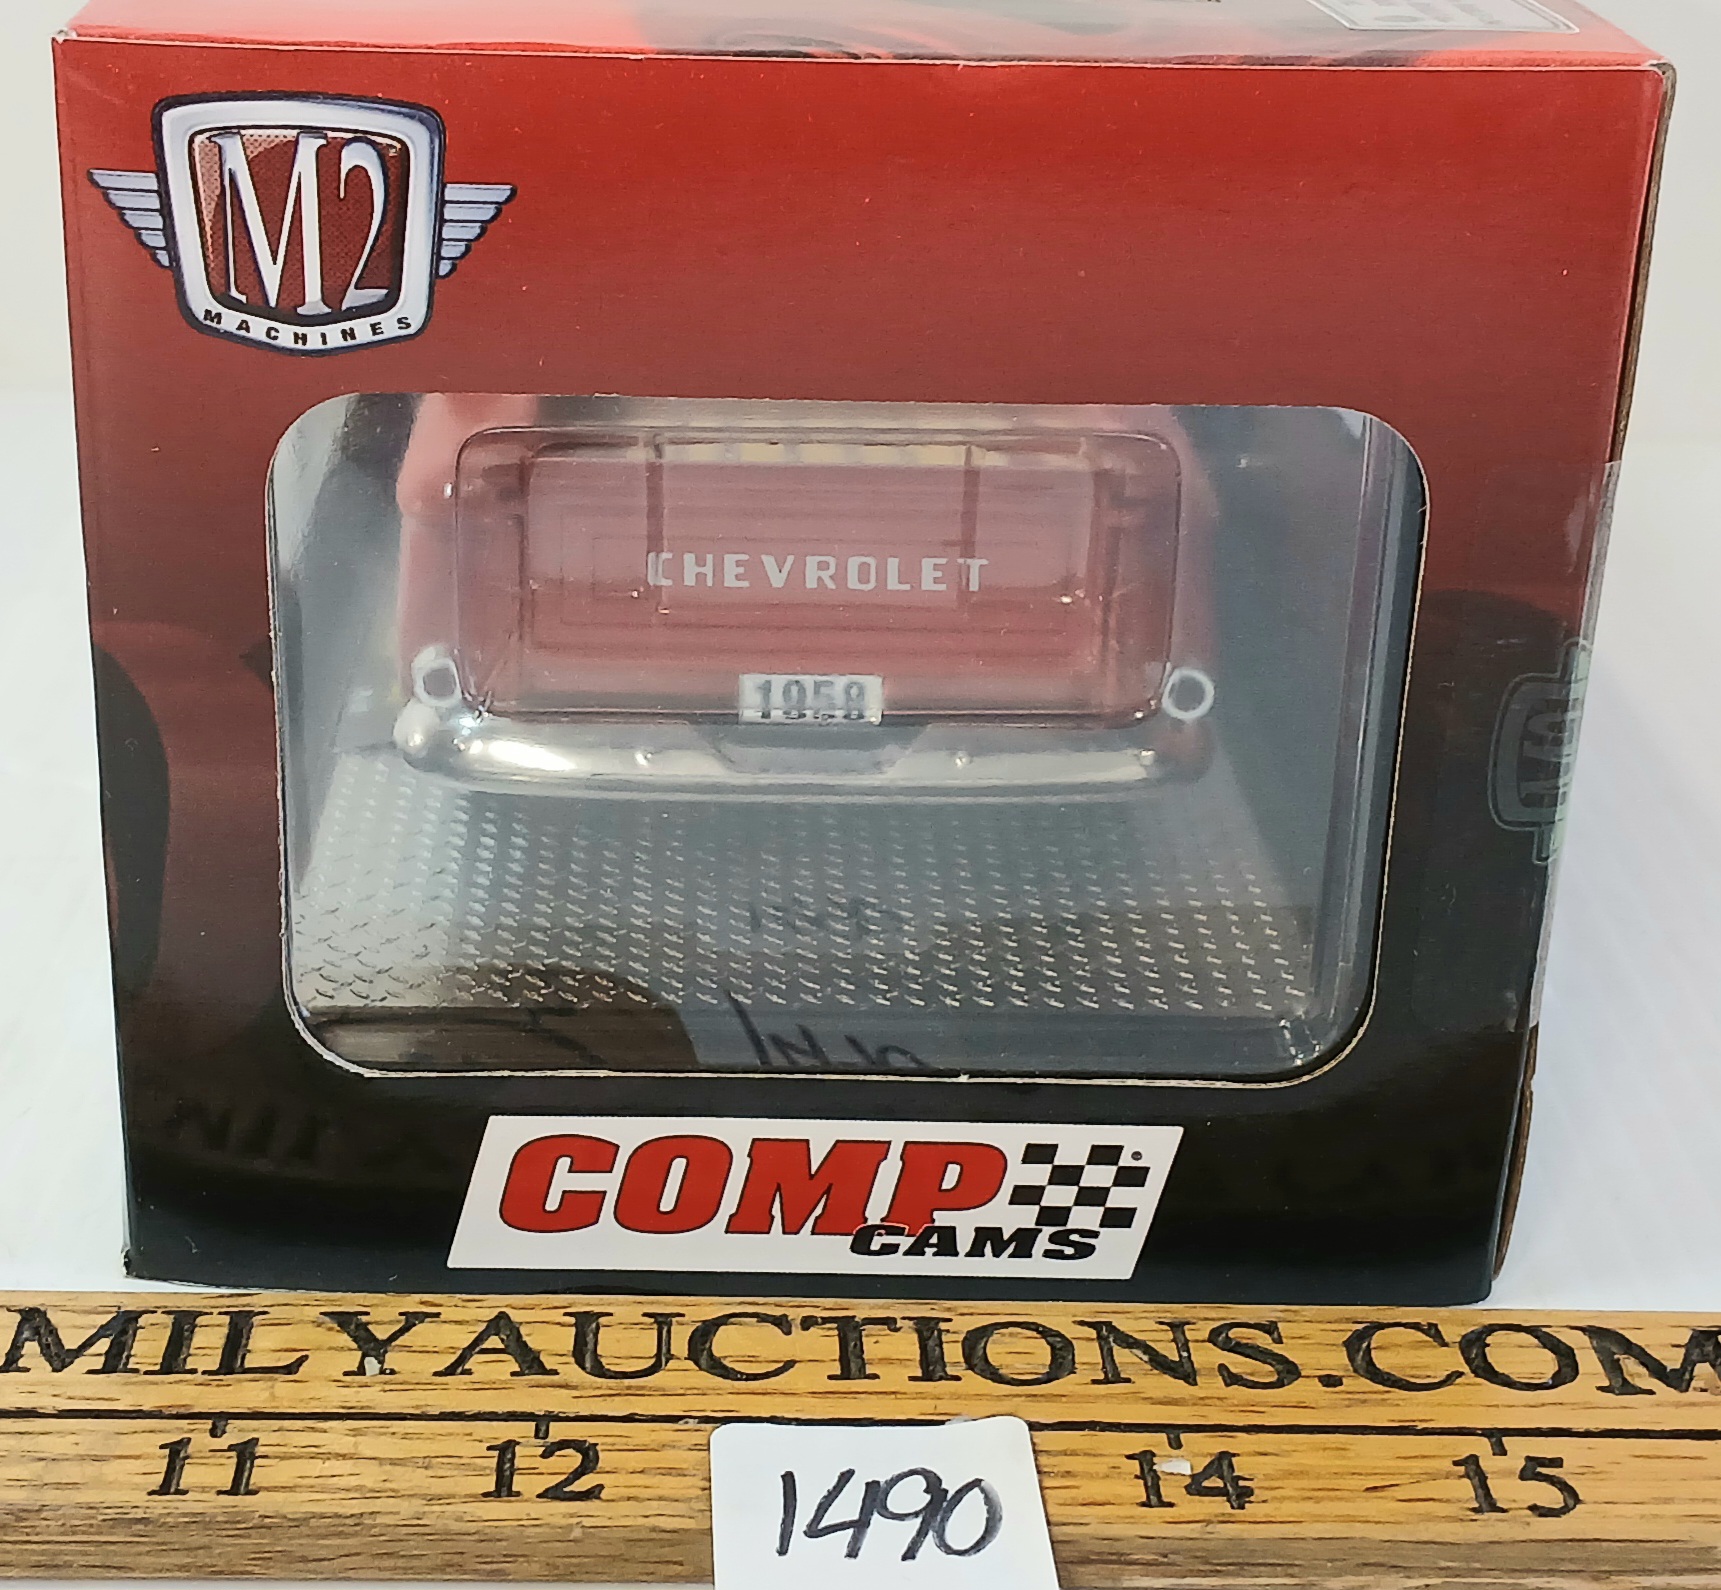 M2
MACHINES
CHEVROLET
1958
COMP
CAMS
MILYAUCTIONS.COM
11 12 14 15
1490